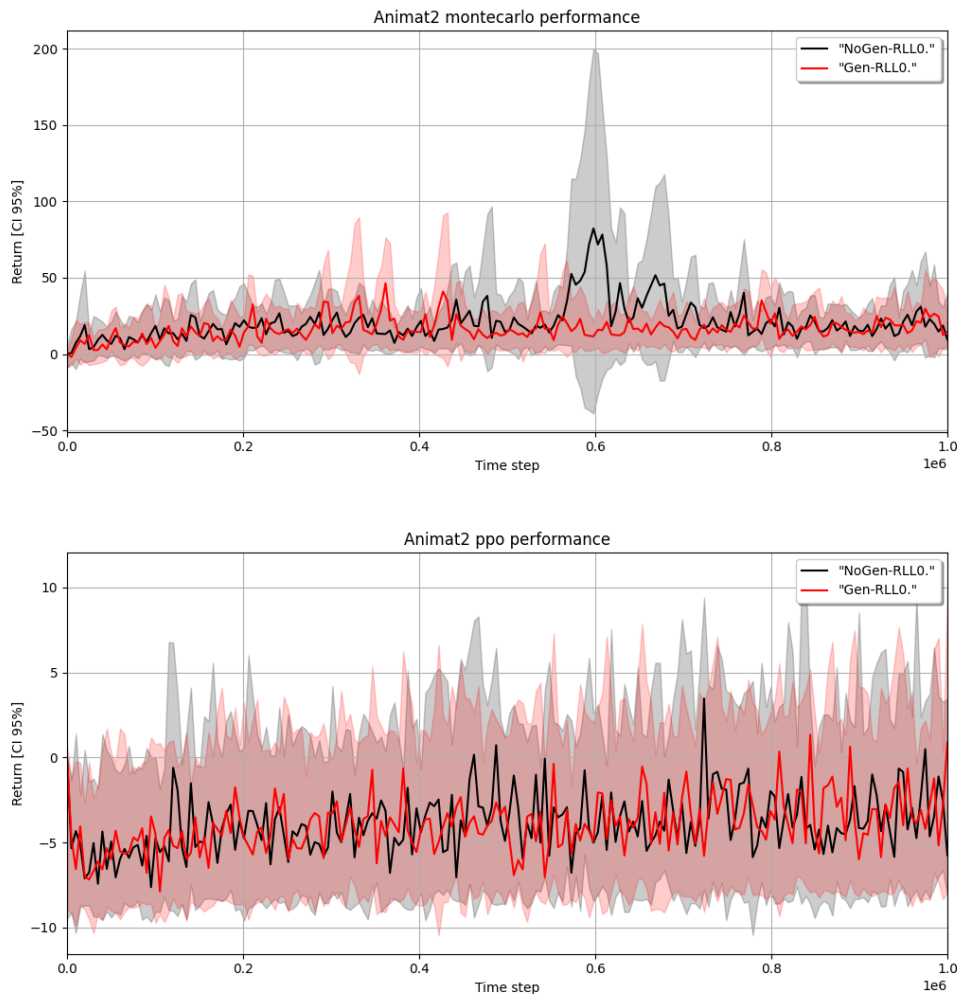 Animat2 montecarlo performance
200
150
100
50
0
−50
Return [CI 95%]
"NoGen-RLL0."
"Gen-RLL0."
0.0 0.2 0.4 0.6 0.8 1.0
1e6
Time step
Animat2 ppo performance
10
5
0
−5
−10
Return [CI 95%]
"NoGen-RLL0."
"Gen-RLL0."
0.0 0.2 0.4 0.6 0.8 1.0
1e6
Time step